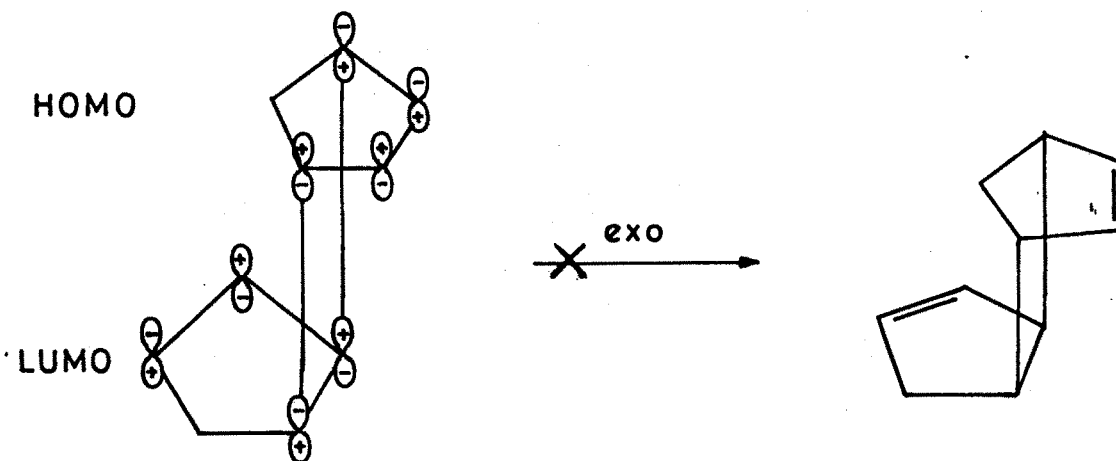 HOMO
− + − + + − + −
exo
+ − − + + − − +
LUMO